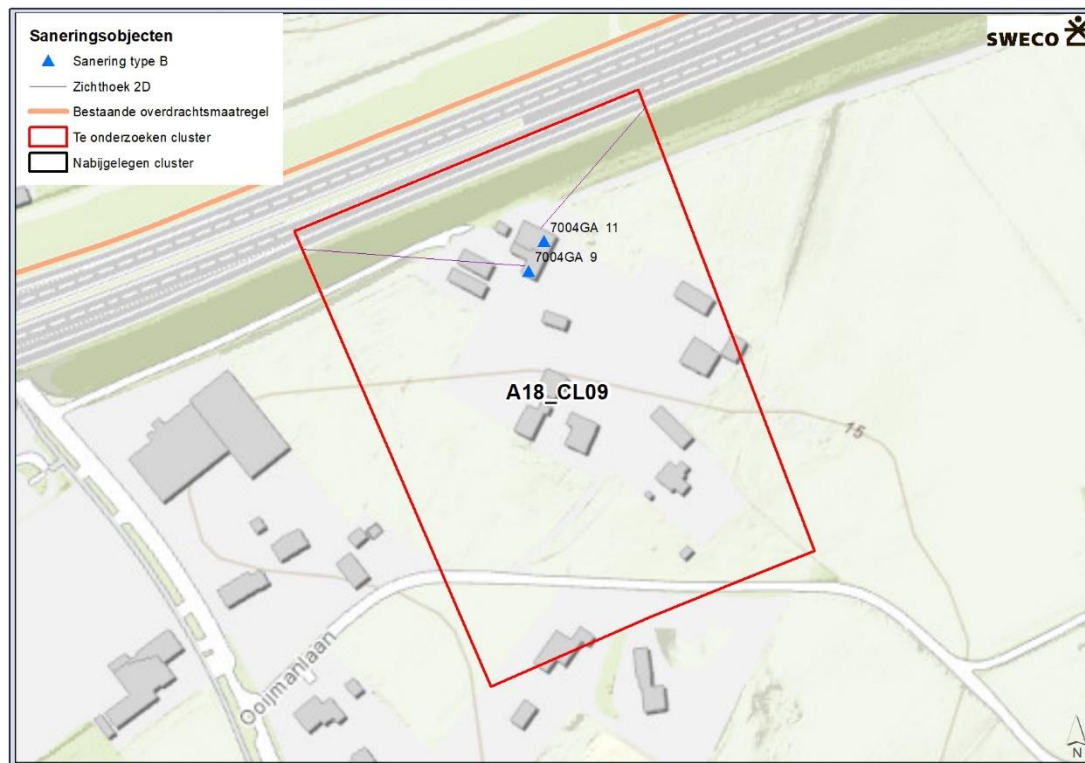 Saneringsobjecten
Sanering type B
Zichthoek 2D
Bestaande overdrachtsmaatregel
Te onderzoeken cluster
Nabijgelegen cluster
SWECO
7004GA 11
7004GA 9
A18_CL09
15
Ooijmanlaan
N